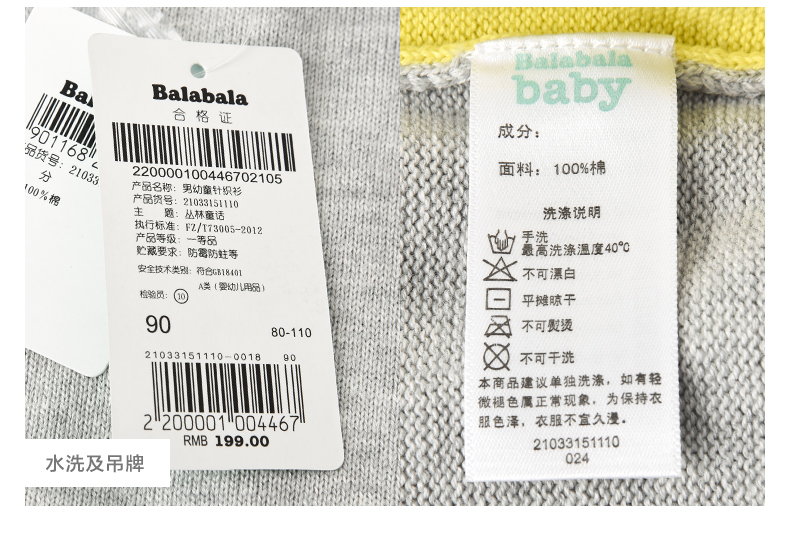 Bal
901168 2
品货号: 21033
分
100%棉
Balabala
合格证
220000100446702105
产品名称: 男幼童针织衫
产品货号: 21033151110
主 题: 丛林童话
执行标准: FZ/T73005-2012
产品等级: 一等品
贮藏要求: 防霉防蛀等
安全技术类别: 符合GB18401
A类（婴幼儿用品）
检验员: 10
90
80-110
21033151110-0018 90
2 200001 004467
RMB 199.00
水洗及吊牌
Balabala
baby
成分:
面料: 100%棉
洗涤说明
手洗
最高洗涤温度40℃
不可漂白
平摊晾干
不可熨烫
不可干洗
本商品建议单独洗涤，如有轻
微褪色属正常现象，为保持衣
服色泽，衣服不宜久浸。
21033151110
024